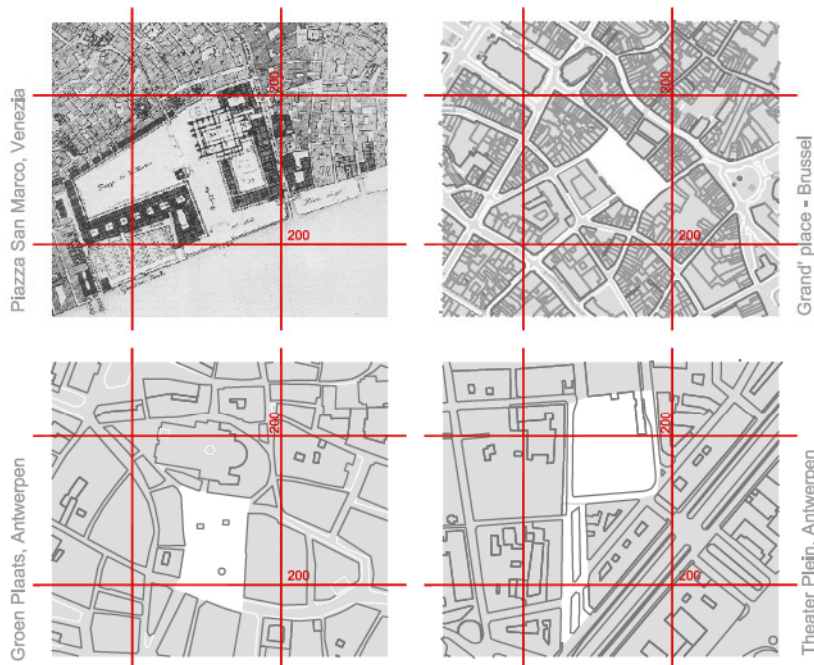 Piazza San Marco, Venezia
200
200
Grand' place - Brussel
200
200
Groen Plaats, Antwerpen
200
200
Theater Plein, Antwerpen
200
200